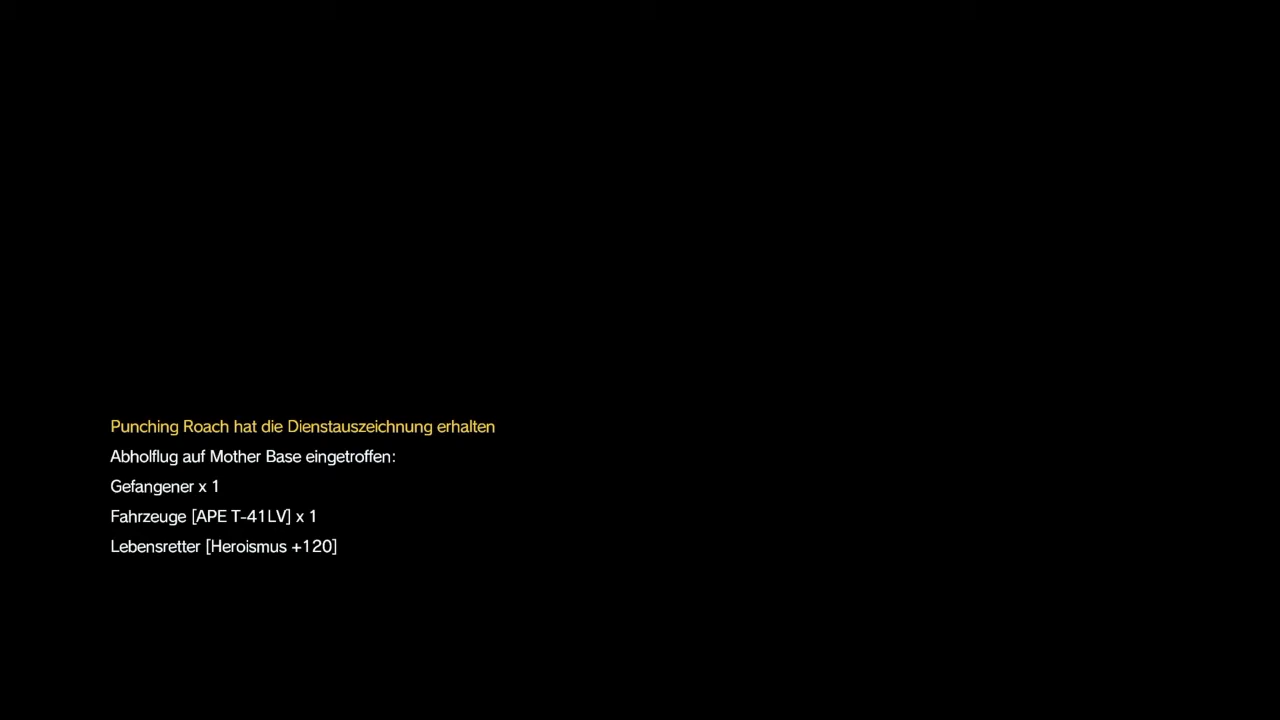 Punching Roach hat die Dienstauszeichnung erhalten
Abholflug auf Mother Base eingetroffen:
Gefangener x 1
Fahrzeuge [APE T-41LV] x 1
Lebensretter [Heroismus +120]